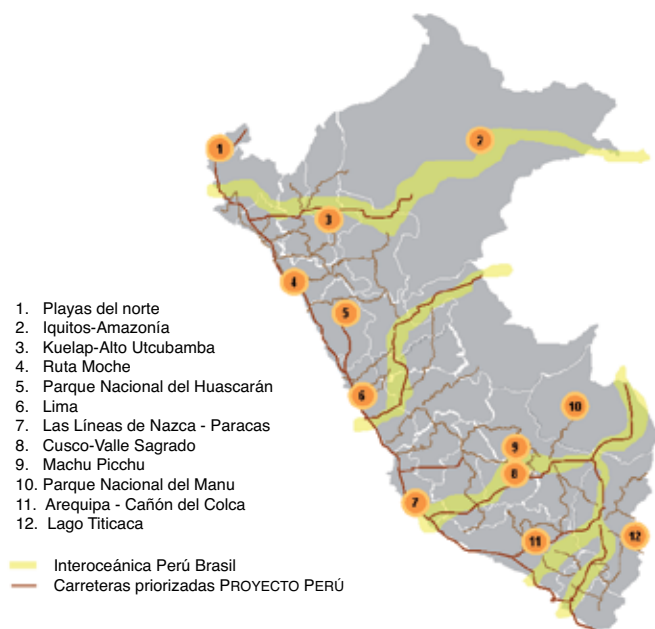 1
2
3
4
5
6
7
8
9
10
11
12
1. Playas del norte
2. Iquitos-Amazonía
3. Kuelap-Alto Utcubamba
4. Ruta Moche
5. Parque Nacional del Huascarán
6. Lima
7. Las Líneas de Nazca - Paracas
8. Cusco-Valle Sagrado
9. Machu Picchu
10. Parque Nacional del Manu
11. Arequipa - Cañón del Colca
12. Lago Titicaca
Interoceánica Perú Brasil
Carreteras priorizadas PROYECTO PERÚ